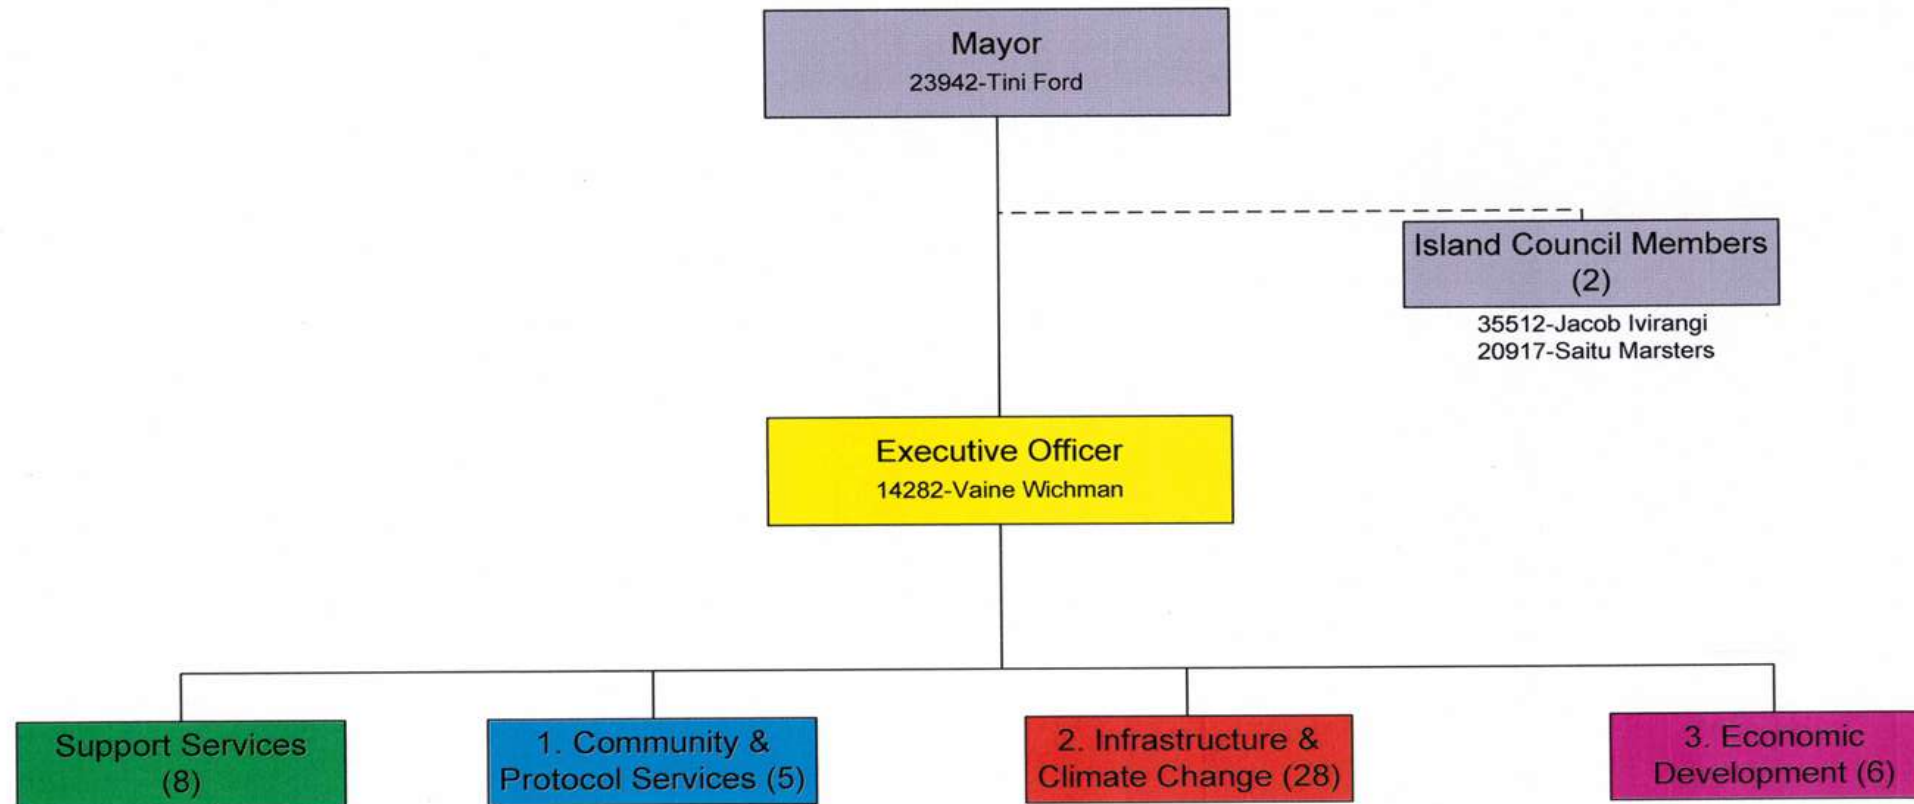 Mayor
23942-Tini Ford
Island Council Members
(2)
35512-Jacob Ivirangi
20917-Saitu Marsters
Executive Officer
14282-Vaine Wichman
Support Services
(8)
1. Community &
Protocol Services (5)
2. Infrastructure &
Climate Change (28)
3. Economic
Development (6)